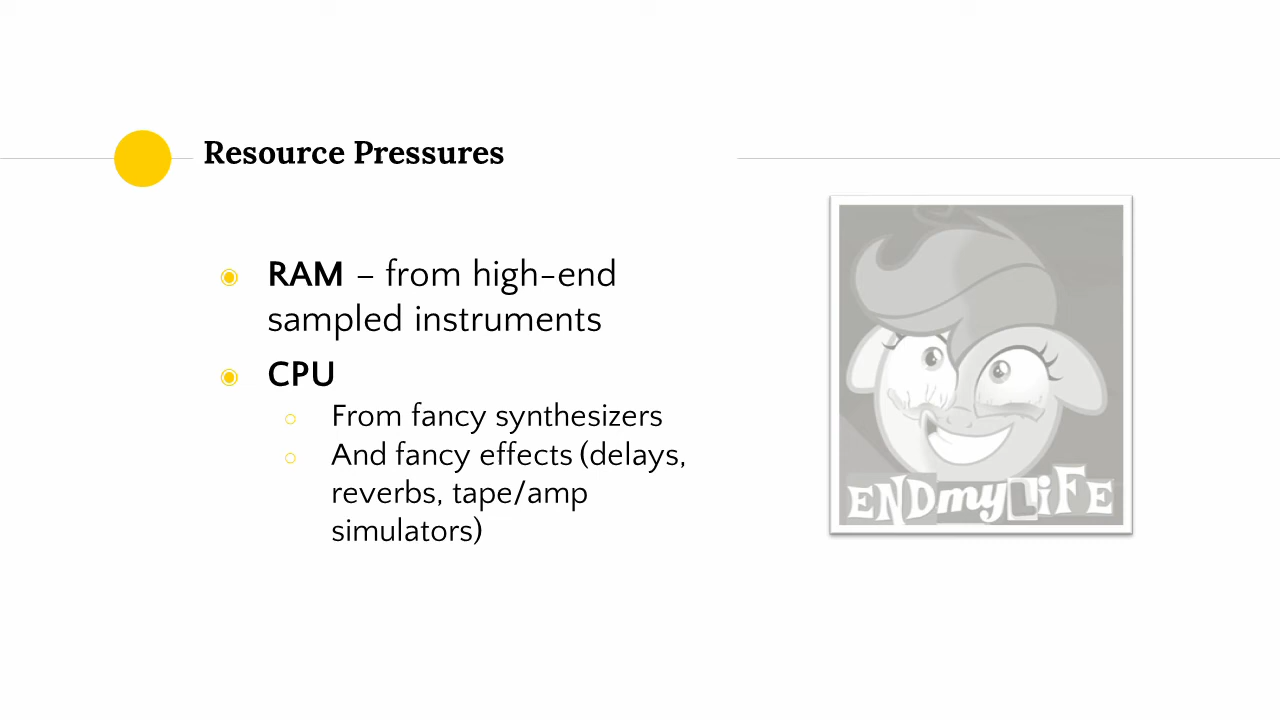 Resource Pressures
RAM – from high-end
sampled instruments
CPU
From fancy synthesizers
And fancy effects (delays,
reverbs, tape/amp
simulators)
ENDmyLiFE